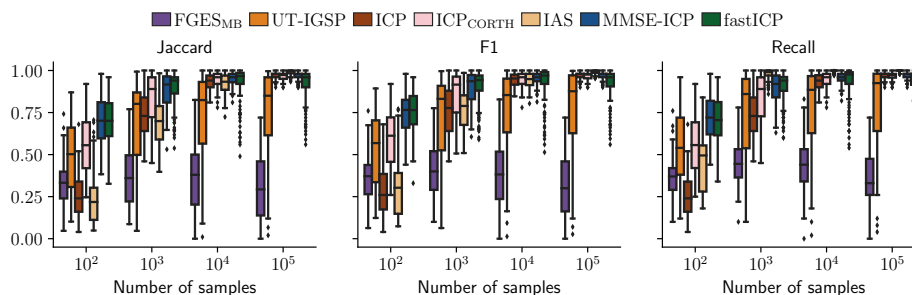 FGES_MB UT-IGSP ICP ICP_CORTH IAS MMSE-ICP fastICP
Jaccard
F1
Recall
1.00
0.75
0.50
0.25
0.00
10^2 10^3 10^4 10^5
10^2 10^3 10^4 10^5
10^2 10^3 10^4 10^5
Number of samples
Number of samples
Number of samples